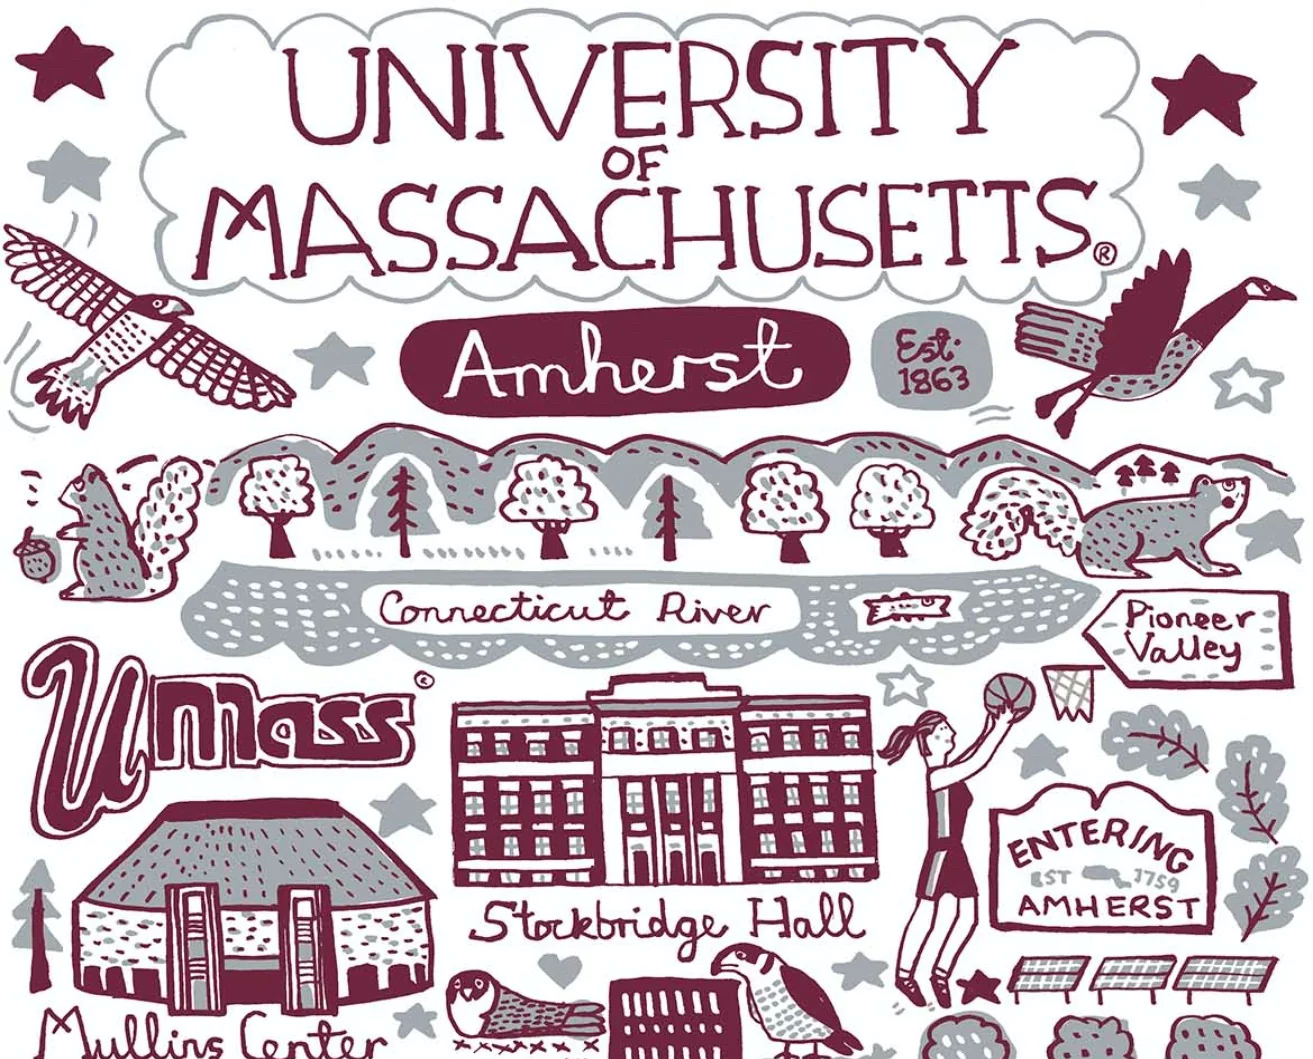 UNIVERSITY
OF
MASSACHUSETTS®
Amherst
Est.
1863
Connecticut River
Pioneer
Valley
UMass®
ENTERING
EST 1759
AMHERST
Stockbridge Hall
Mullins Center